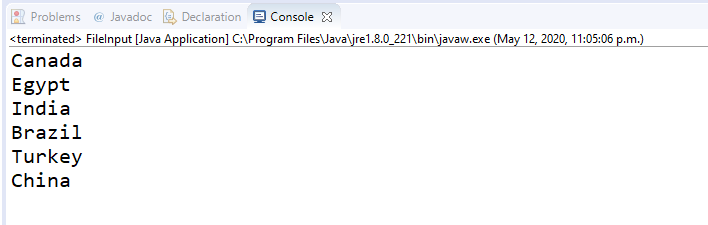 Problems @ Javadoc Declaration Console
<terminated> FileInput [Java Application] C:\Program Files\Java\jre1.8.0_221\bin\javaw.exe (May 12, 2020, 11:05:06 p.m.)
Canada
Egypt
India
Brazil
Turkey
China